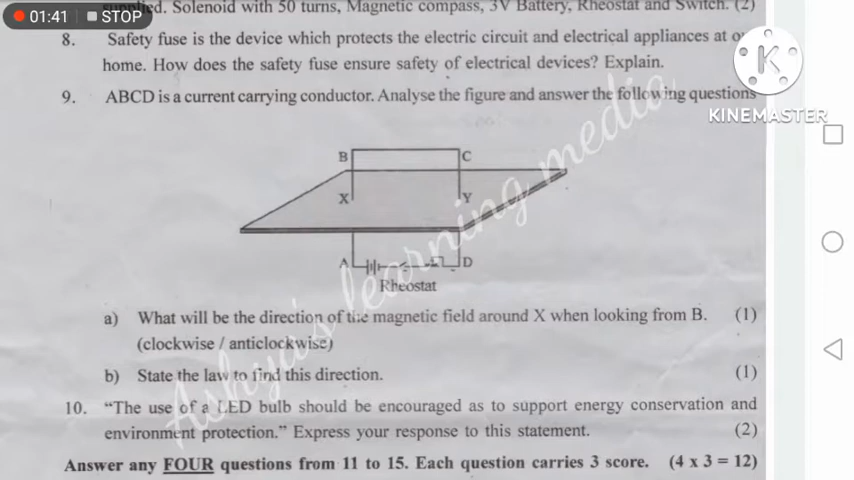 supplied. Solenoid with 50 turns, Magnetic compass, 3V Battery, Rheostat and Switch. (2)
01:41 STOP
8. Safety fuse is the device which protects the electric circuit and electrical appliances at
home. How does the safety fuse ensure safety of electrical devices? Explain.
K
KINEMASTER
9. ABCD is a current carrying conductor. Analyse the figure and answer the following questions
B C
X Y
A D
Rheostat
a) What will be the direction of the magnetic field around X when looking from B. (1)
(clockwise / anticlockwise)
b) State the law to find this direction. (1)
10. “The use of a LED bulb should be encouraged as to support energy conservation and
environment protection.” Express your response to this statement. (2)
Answer any FOUR questions from 11 to 15. Each question carries 3 score. (4 x 3 = 12)
learning media